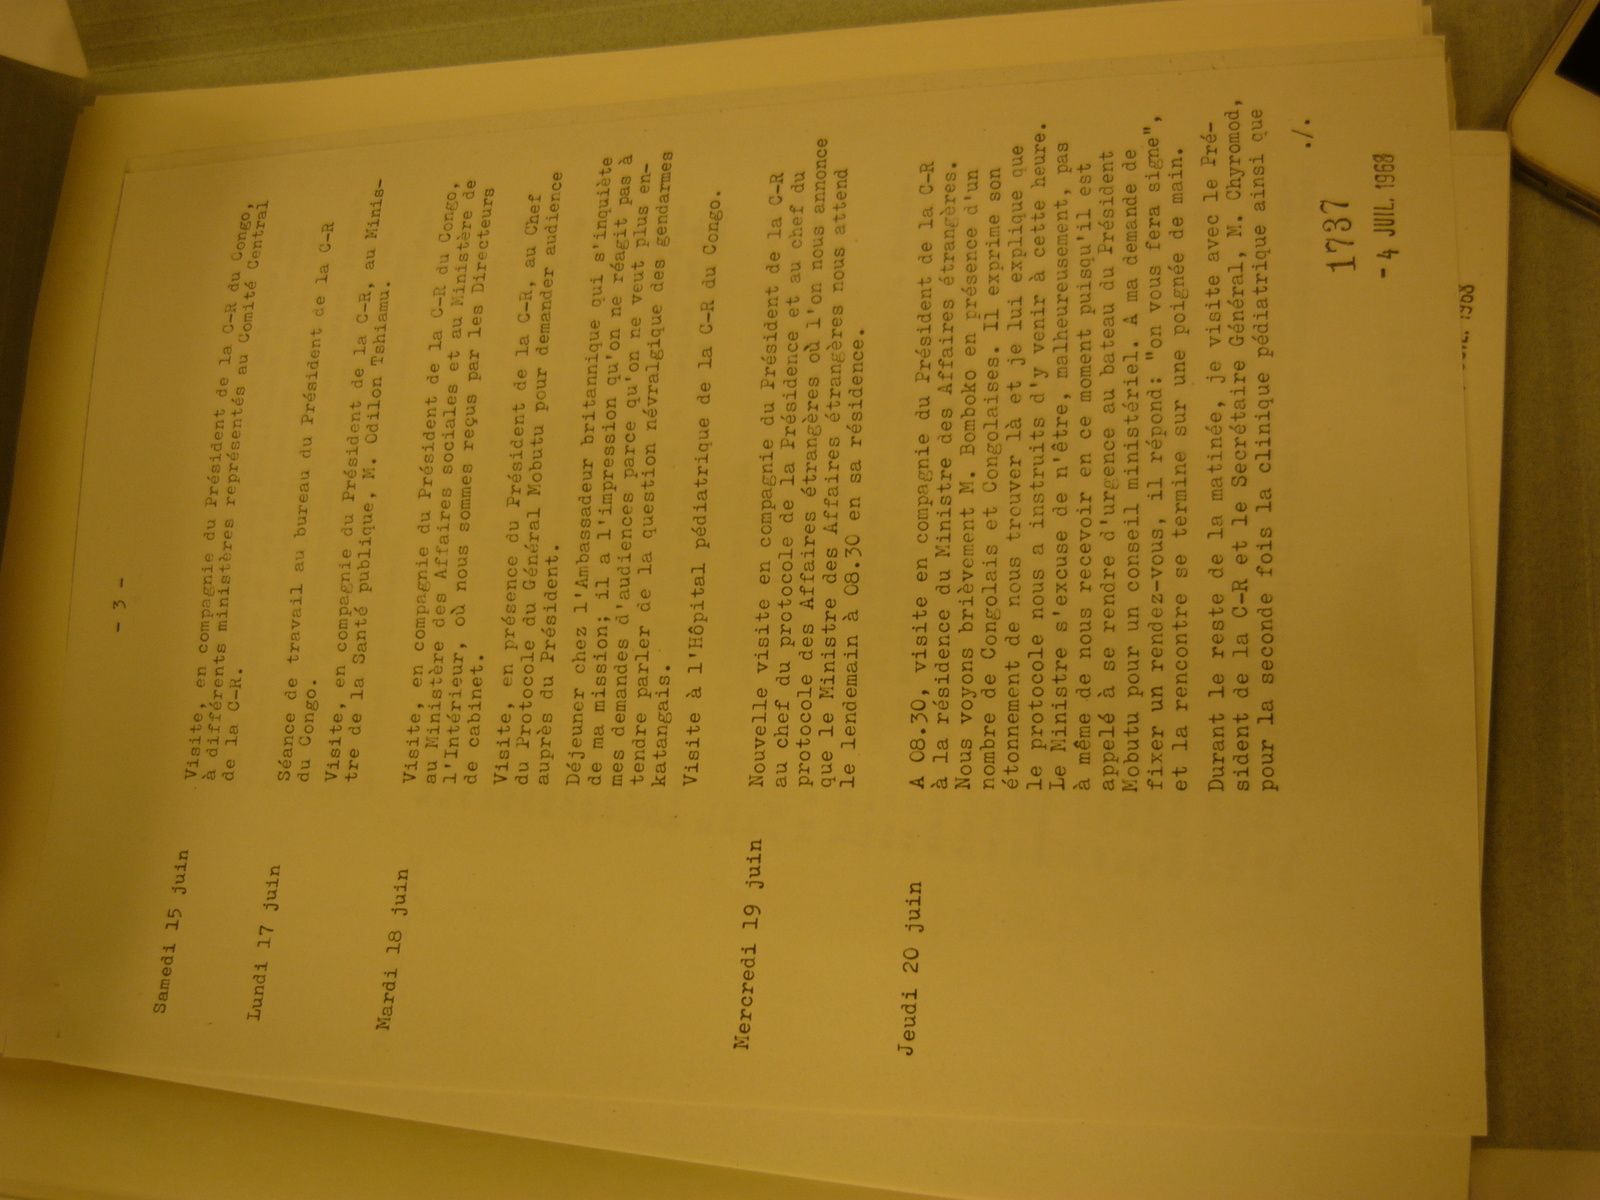 - 3 -
Samedi 15 juin
Visite, en compagnie du Président de la C-R du Congo,
à différents ministères représentés au Comité Central
de la C-R.
Lundi 17 juin
Séance de travail au bureau du Président de la C-R
du Congo.
Visite, en compagnie du Président de la C-R, au Minis-
tre de la Santé publique, M. Odilon Tshiamu.
Mardi 18 juin
Visite, en compagnie du Président de la C-R du Congo,
au Ministère des Affaires sociales et au Ministère de
l'Intérieur, où nous sommes reçus par les Directeurs
de cabinet.
Visite, en présence du Président de la C-R, au Chef
du Protocole du Général Mobutu pour demander audience
auprès du Président.
Déjeuner chez l'Ambassadeur britannique qui s'inquiète
de ma mission; il a l'impression qu'on ne réagit pas à
mes demandes d'audiences parce qu'on ne veut plus en-
tendre parler de la question névralgique des gendarmes
katangais.
Visite à l'Hôpital pédiatrique de la C-R du Congo.
Mercredi 19 juin
Nouvelle visite en compagnie du Président de la C-R
au chef du protocole de la Présidence et au chef du
protocole des Affaires étrangères où l'on nous annonce
que le Ministre des Affaires étrangères nous attend
le lendemain à 08.30 en sa résidence.
Jeudi 20 juin
A 08.30, visite en compagnie du Président de la C-R
à la résidence du Ministre des Affaires étrangères.
Nous voyons brièvement M. Bomboko en présence d'un
nombre de Congolais et Congolaises. Il exprime son
étonnement de nous trouver là et je lui explique que
le protocole nous a instruits d'y venir à cette heure.
Le Ministre s'excuse de n'être, malheureusement, pas
à même de nous recevoir en ce moment puisqu'il est
appelé à se rendre d'urgence au bateau du Président
Mobutu pour un conseil ministériel. A ma demande de
fixer un rendez-vous, il répond: "on vous fera signe",
et la rencontre se termine sur une poignée de main.
Durant le reste de la matinée, je visite avec le Pré-
sident de la C-R et le Secrétaire Général, M. Chyromod,
pour la seconde fois la clinique pédiatrique ainsi que
./.
1737
- 4 JUIL. 1968
1968